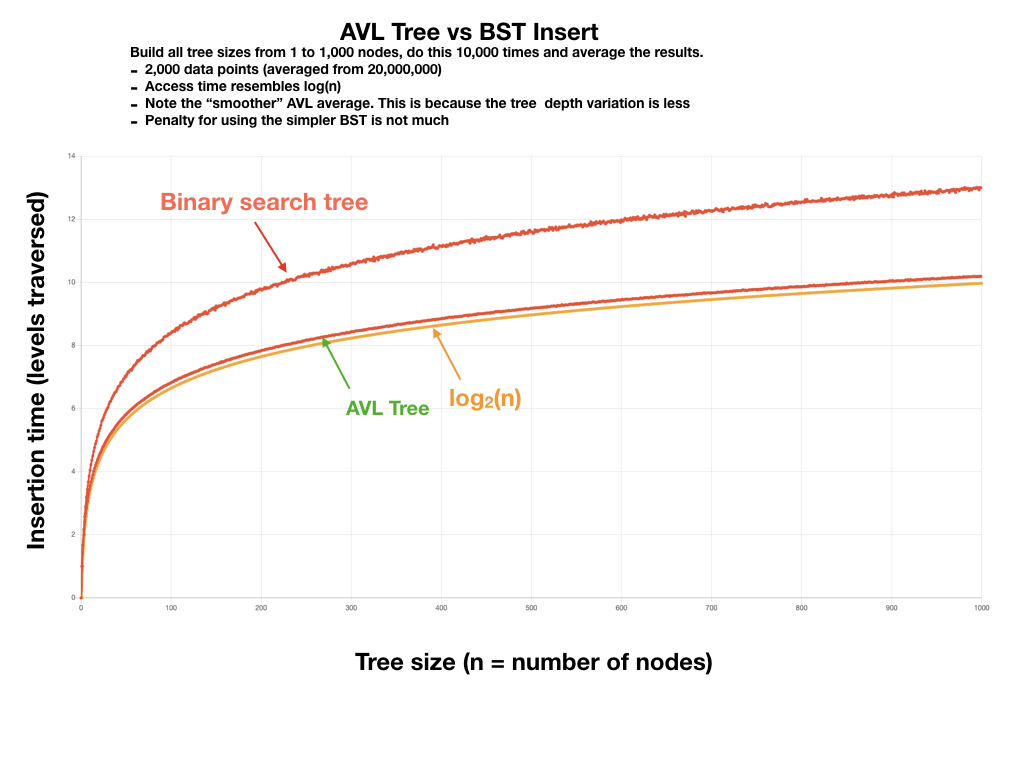 AVL Tree vs BST Insert
Build all tree sizes from 1 to 1,000 nodes, do this 10,000 times and average the results.
- 2,000 data points (averaged from 20,000,000)
- Access time resembles log(n)
- Note the “smoother” AVL average. This is because the tree  depth variation is less
- Penalty for using the simpler BST is not much
Insertion time (levels traversed)
14
12
10
8
6
4
2
0
Binary search tree
AVL Tree
log₂(n)
0 100 200 300 400 500 600 700 800 900 1000
Tree size (n = number of nodes)